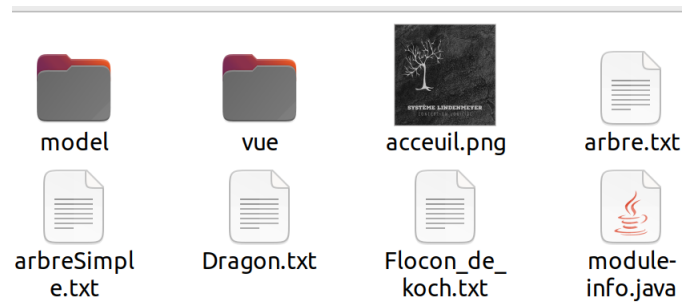 model
vue
SYSTÈME LINDENMEYER
acceuil.png
arbre.txt
arbreSimpl
e.txt
Dragon.txt
Flocon_de_
koch.txt
module-
info.java